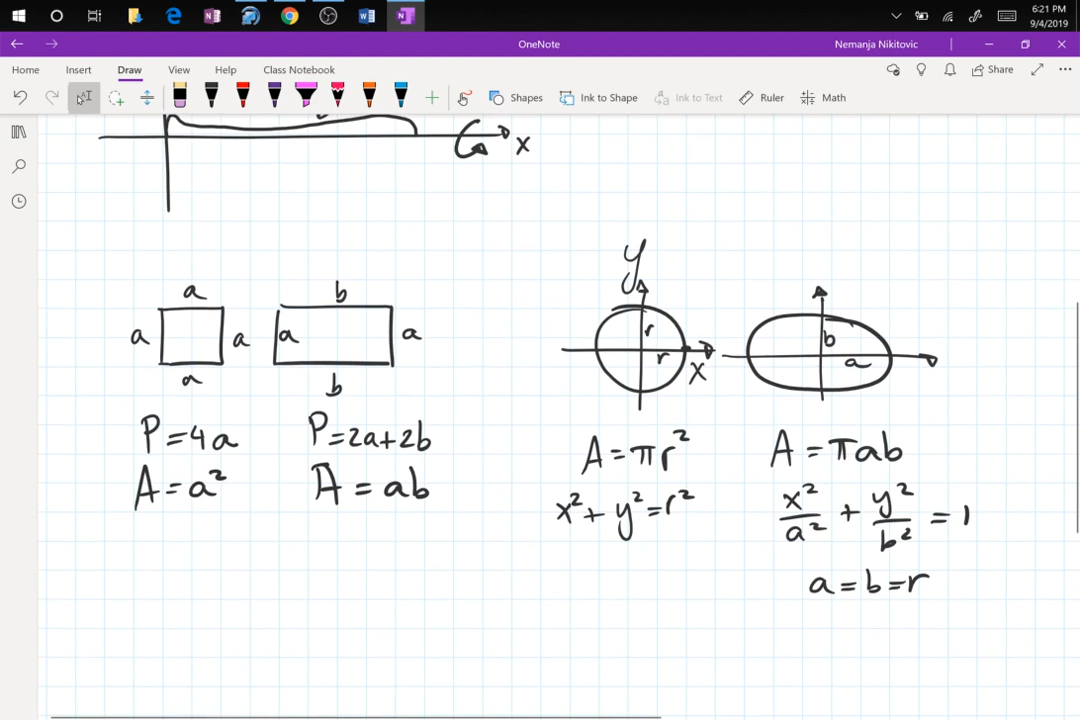 6:21 PM
9/4/2019
OneNote
Nemanja Nikitovic
Home Insert Draw View Help Class Notebook
Share
Shapes Ink to Shape Ink to Text Ruler Math
x
y
a b
a a a a
a b
r
r
x
b
a
P=4a P=2a+2b
A=a² A=ab
A=πr² A=πab
x²+y²=r² x²/a² + y²/b² = 1
a=b=r